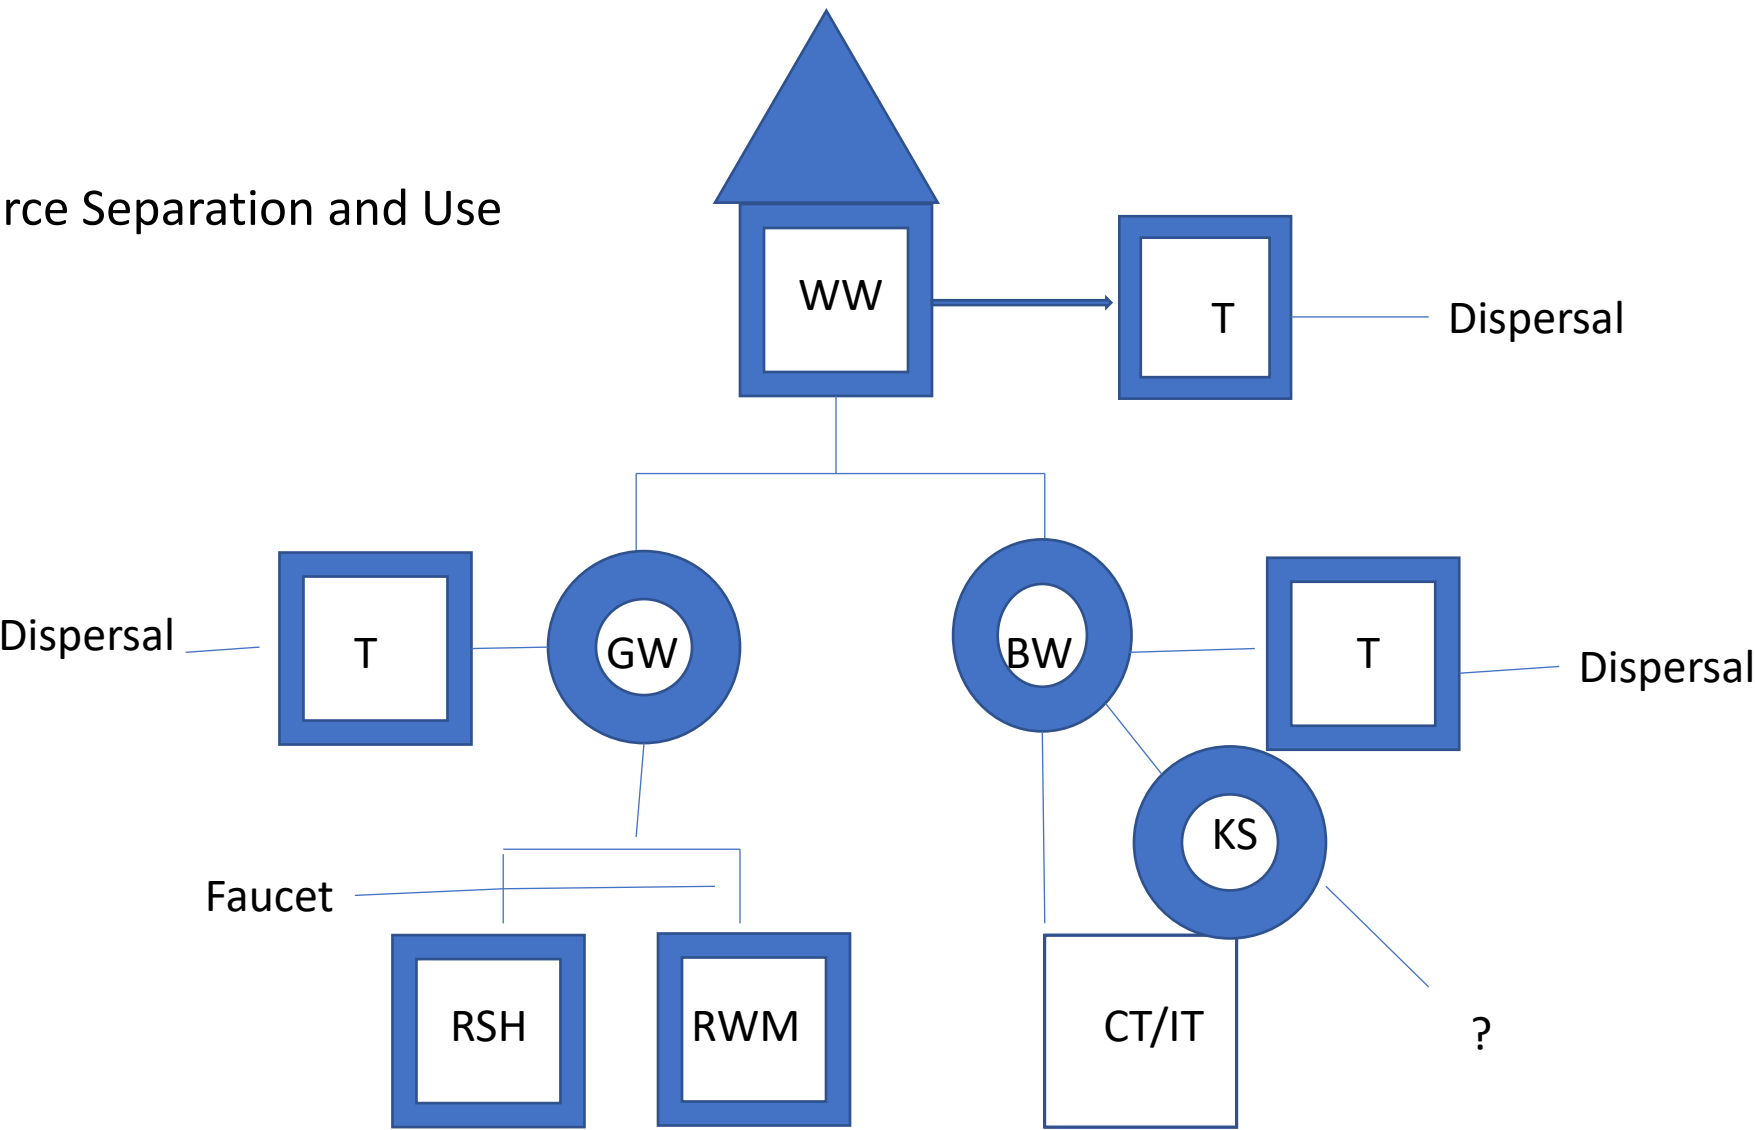 rce Separation and Use
WW
T
Dispersal
Dispersal
T
GW
BW
T
Dispersal
KS
Faucet
RSH
RWM
CT/IT
?